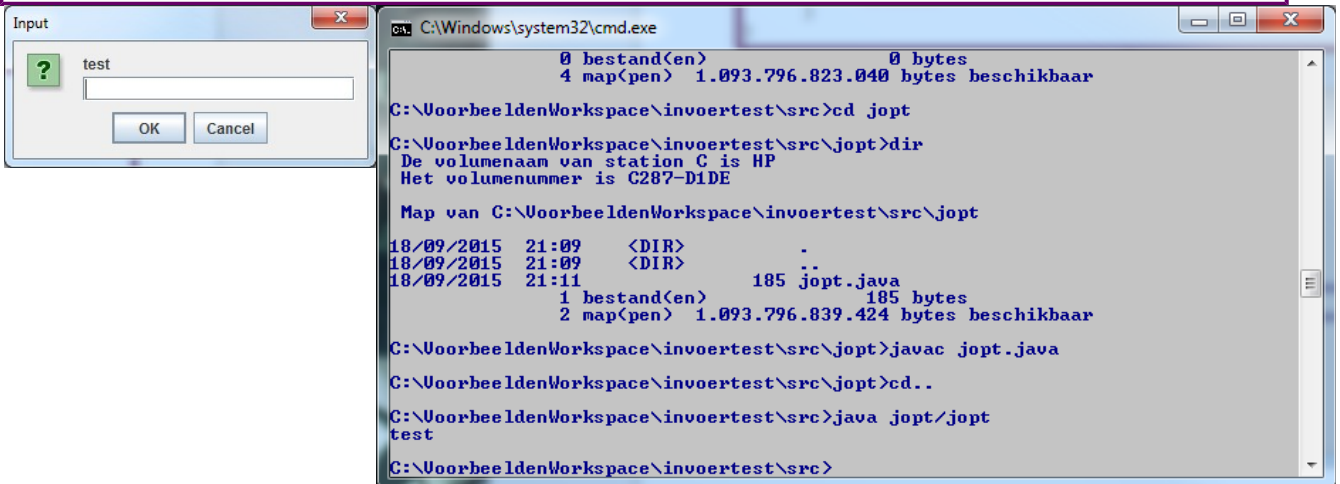 Input
test
OK
Cancel
C:\Windows\system32\cmd.exe
0 bestand(en) 0 bytes
4 map(pen) 1.093.796.823.040 bytes beschikbaar
C:\VoorbeeldenWorkspace\invoertest\src>cd jopt
C:\VoorbeeldenWorkspace\invoertest\src\jopt>dir
De volumenaam van station C is HP
Het volumenummer is C287-D1DE
Map van C:\VoorbeeldenWorkspace\invoertest\src\jopt
18/09/2015 21:09 <DIR> .
18/09/2015 21:09 <DIR> ..
18/09/2015 21:11 185 jopt.java
1 bestand(en) 185 bytes
2 map(pen) 1.093.796.839.424 bytes beschikbaar
C:\VoorbeeldenWorkspace\invoertest\src\jopt>javac jopt.java
C:\VoorbeeldenWorkspace\invoertest\src\jopt>cd..
C:\VoorbeeldenWorkspace\invoertest\src>java jopt/jopt
test
C:\VoorbeeldenWorkspace\invoertest\src>